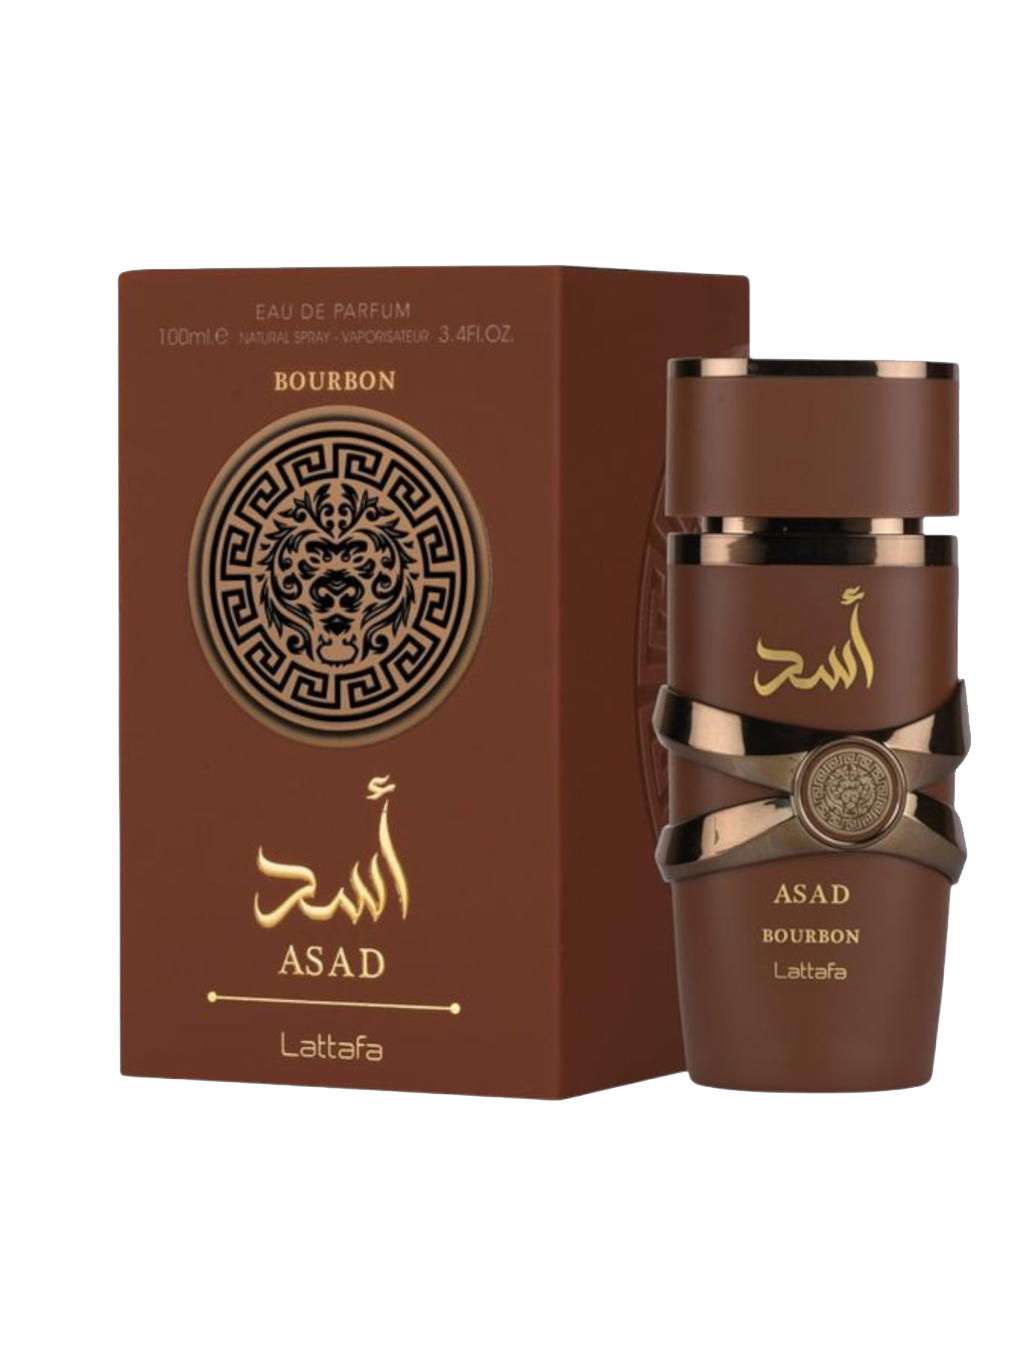 EAU DE PARFUM
100ml.e NATURAL SPRAY - VAPORISATEUR 3.4Fl.OZ.
BOURBON
أسد
ASAD
Lattafa
أسد
ASAD
BOURBON
Lattafa